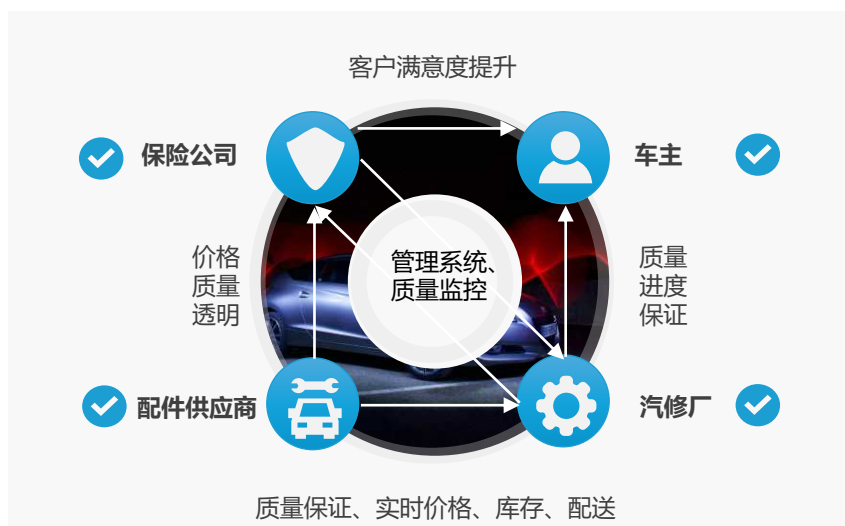 客户满意度提升
保险公司
车主
价格
质量
透明
管理系统、
质量监控
质量
进度
保证
配件供应商
汽修厂
质量保证、实时价格、库存、配送